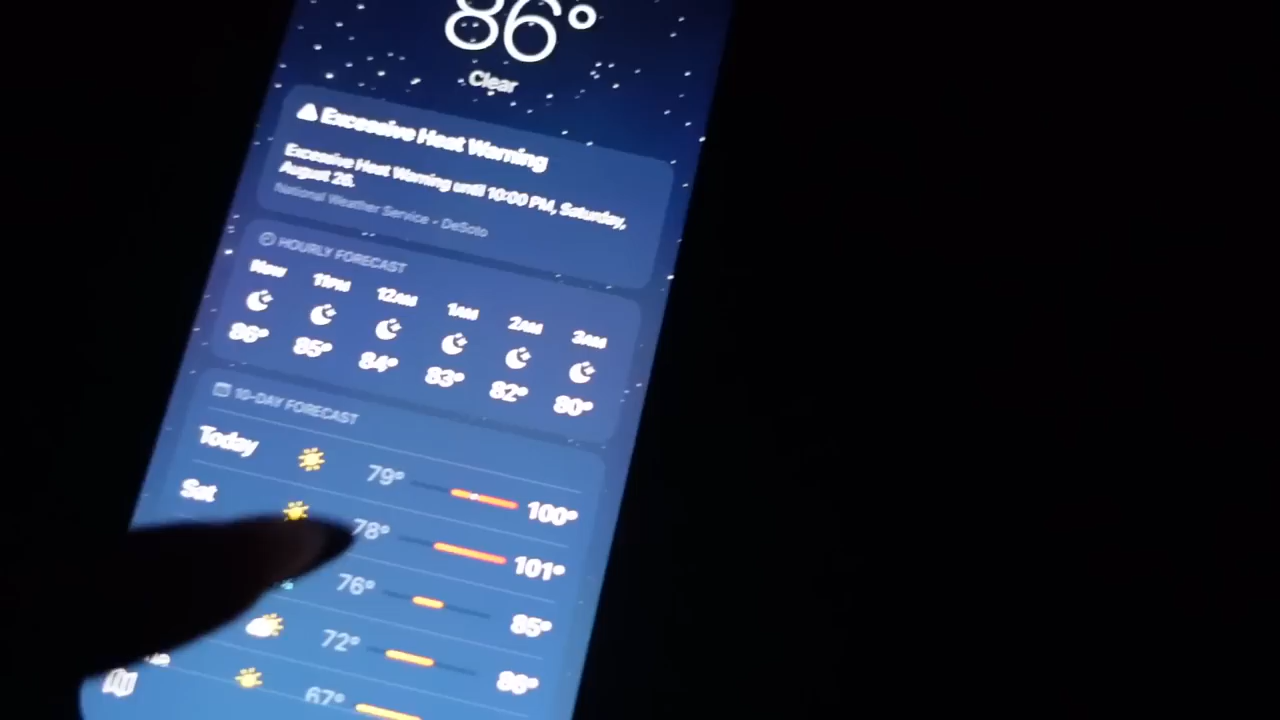 86°
Clear
Excessive Heat Warning
Excessive Heat Warning until 10:00 PM, Saturday,
August 26.
National Weather Service - DeSoto
HOURLY FORECAST
Now 11PM 12AM 1AM 2AM 3AM
86° 85° 84° 83° 82° 80°
10-DAY FORECAST
Today 79° 100°
Sat 78° 101°
76° 85°
72° 86°
67°